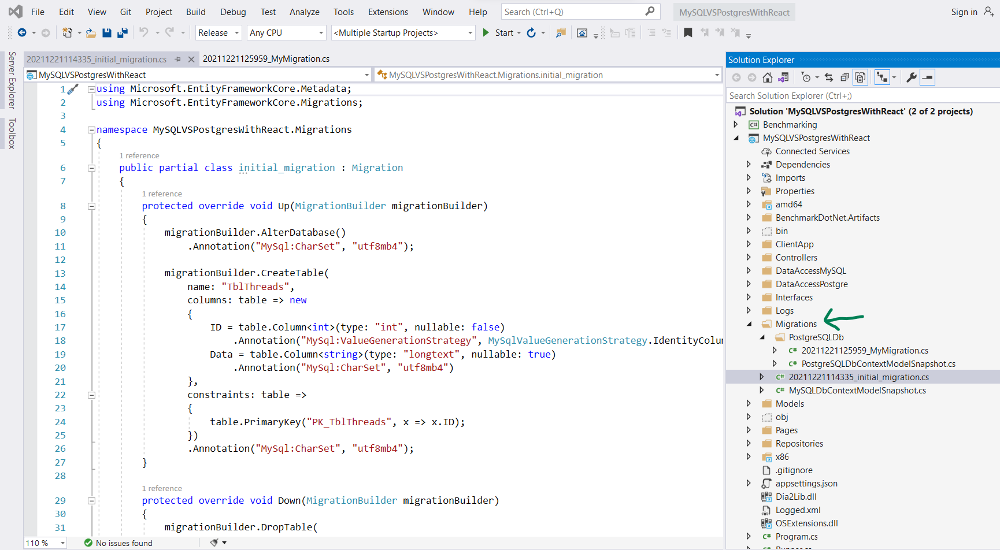 File Edit View Git Project Build Debug Test Analyze Tools Extensions Window Help Search (Ctrl+Q) MySQLVSPostgresWithReact Sign in
Release Any CPU <Multiple Startup Projects> Start
Server Explorer
Toolbox
20211221114335_initial_migration.cs 20211221125959_MyMigration.cs
MySQLVSPostgresWithReact MySQLVSPostgresWithReact.Migrations.initial_migration
1 using Microsoft.EntityFrameworkCore.Metadata;
2 using Microsoft.EntityFrameworkCore.Migrations;
3
4 namespace MySQLVSPostgresWithReact.Migrations
5 {
1 reference
6 public partial class initial_migration : Migration
7 {
1 reference
8 protected override void Up(MigrationBuilder migrationBuilder)
9 {
10 migrationBuilder.AlterDatabase()
11 .Annotation("MySql:CharSet", "utf8mb4");
12
13 migrationBuilder.CreateTable(
14 name: "TblThreads",
15 columns: table => new
16 {
17 ID = table.Column<int>(type: "int", nullable: false)
18 .Annotation("MySql:ValueGenerationStrategy", MySqlValueGenerationStrategy.IdentityColu
19 Data = table.Column<string>(type: "longtext", nullable: true)
20 .Annotation("MySql:CharSet", "utf8mb4")
21 },
22 constraints: table =>
23 {
24 table.PrimaryKey("PK_TblThreads", x => x.ID);
25 })
26 .Annotation("MySql:CharSet", "utf8mb4");
27 }
28
1 reference
29 protected override void Down(MigrationBuilder migrationBuilder)
30 {
31 migrationBuilder.DropTable(
110 % No issues found
Solution Explorer
Search Solution Explorer (Ctrl+;)
Solution 'MySQLVSPostgresWithReact' (2 of 2 projects)
C# Benchmarking
MySQLVSPostgresWithReact
Connected Services
Dependencies
Imports
Properties
amd64
BenchmarkDotNet.Artifacts
bin
ClientApp
Controllers
DataAccessMySQL
DataAccessPostgre
Interfaces
Logs
Migrations
PostgreSQLDb
C# 20211221125959_MyMigration.cs
C# PostgreSQLDbContextModelSnapshot.cs
C# 20211221114335_initial_migration.cs
C# MySQLDbContextModelSnapshot.cs
Models
obj
Pages
Repositories
x86
.gitignore
appsettings.json
Dia2Lib.dll
Logged.xml
OSExtensions.dll
C# Program.cs